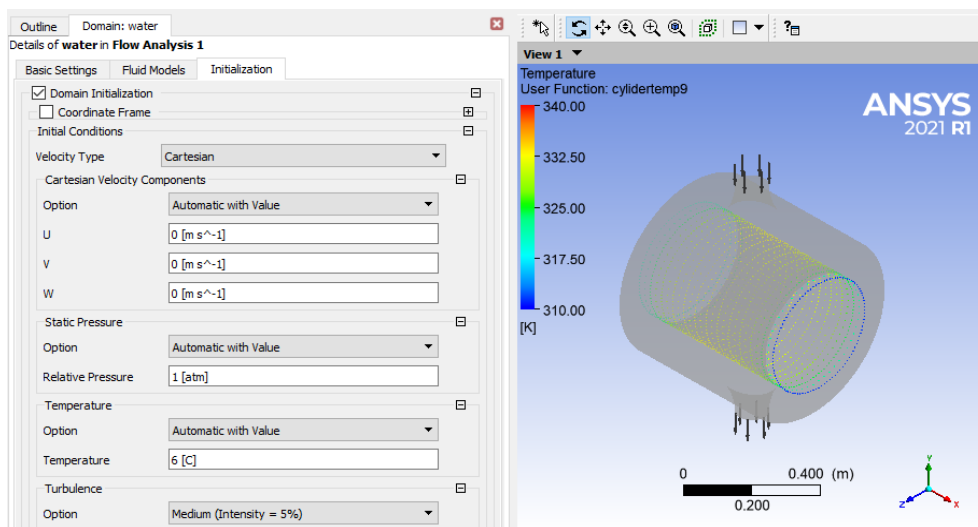 Outline Domain: water
Details of water in Flow Analysis 1
Basic Settings Fluid Models Initialization
Domain Initialization
Coordinate Frame
Initial Conditions
Velocity Type Cartesian
Cartesian Velocity Components
Option Automatic with Value
U 0 [m s^-1]
V 0 [m s^-1]
W 0 [m s^-1]
Static Pressure
Option Automatic with Value
Relative Pressure 1 [atm]
Temperature
Option Automatic with Value
Temperature 6 [C]
Turbulence
Option Medium (Intensity = 5%)
View 1
Temperature
User Function: cylidertemp9
340.00
332.50
325.00
317.50
310.00
[K]
ANSYS
2021 R1
0 0.400 (m)
0.200
Y
Z X